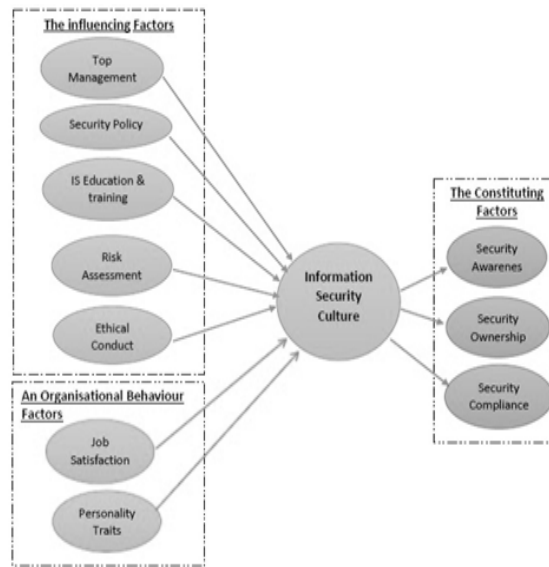 The influencing Factors
Top
Management
Security Policy
IS Education &
training
Risk
Assessment
Ethical
Conduct
An Organisational Behaviour
Factors
Job
Satisfaction
Personality
Traits
Information
Security
Culture
The Constituting
Factors
Security
Awarenes
Security
Ownership
Security
Compliance